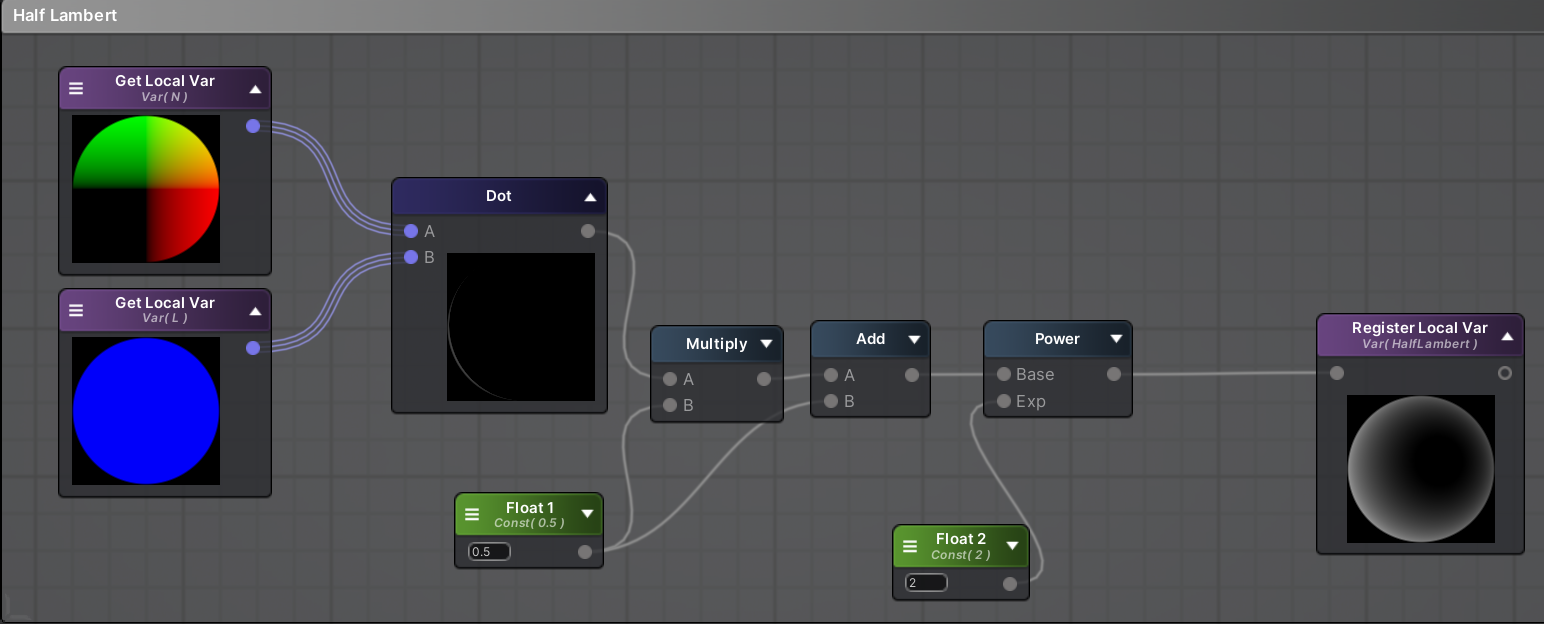 Half Lambert
Get Local Var
Var( N )
Dot
A
B
Get Local Var
Var( L )
Multiply
A
B
Add
A
B
Power
Base
Exp
Register Local Var
Var( HalfLambert )
Float 1
Const( 0.5 )
0.5
Float 2
Const( 2 )
2